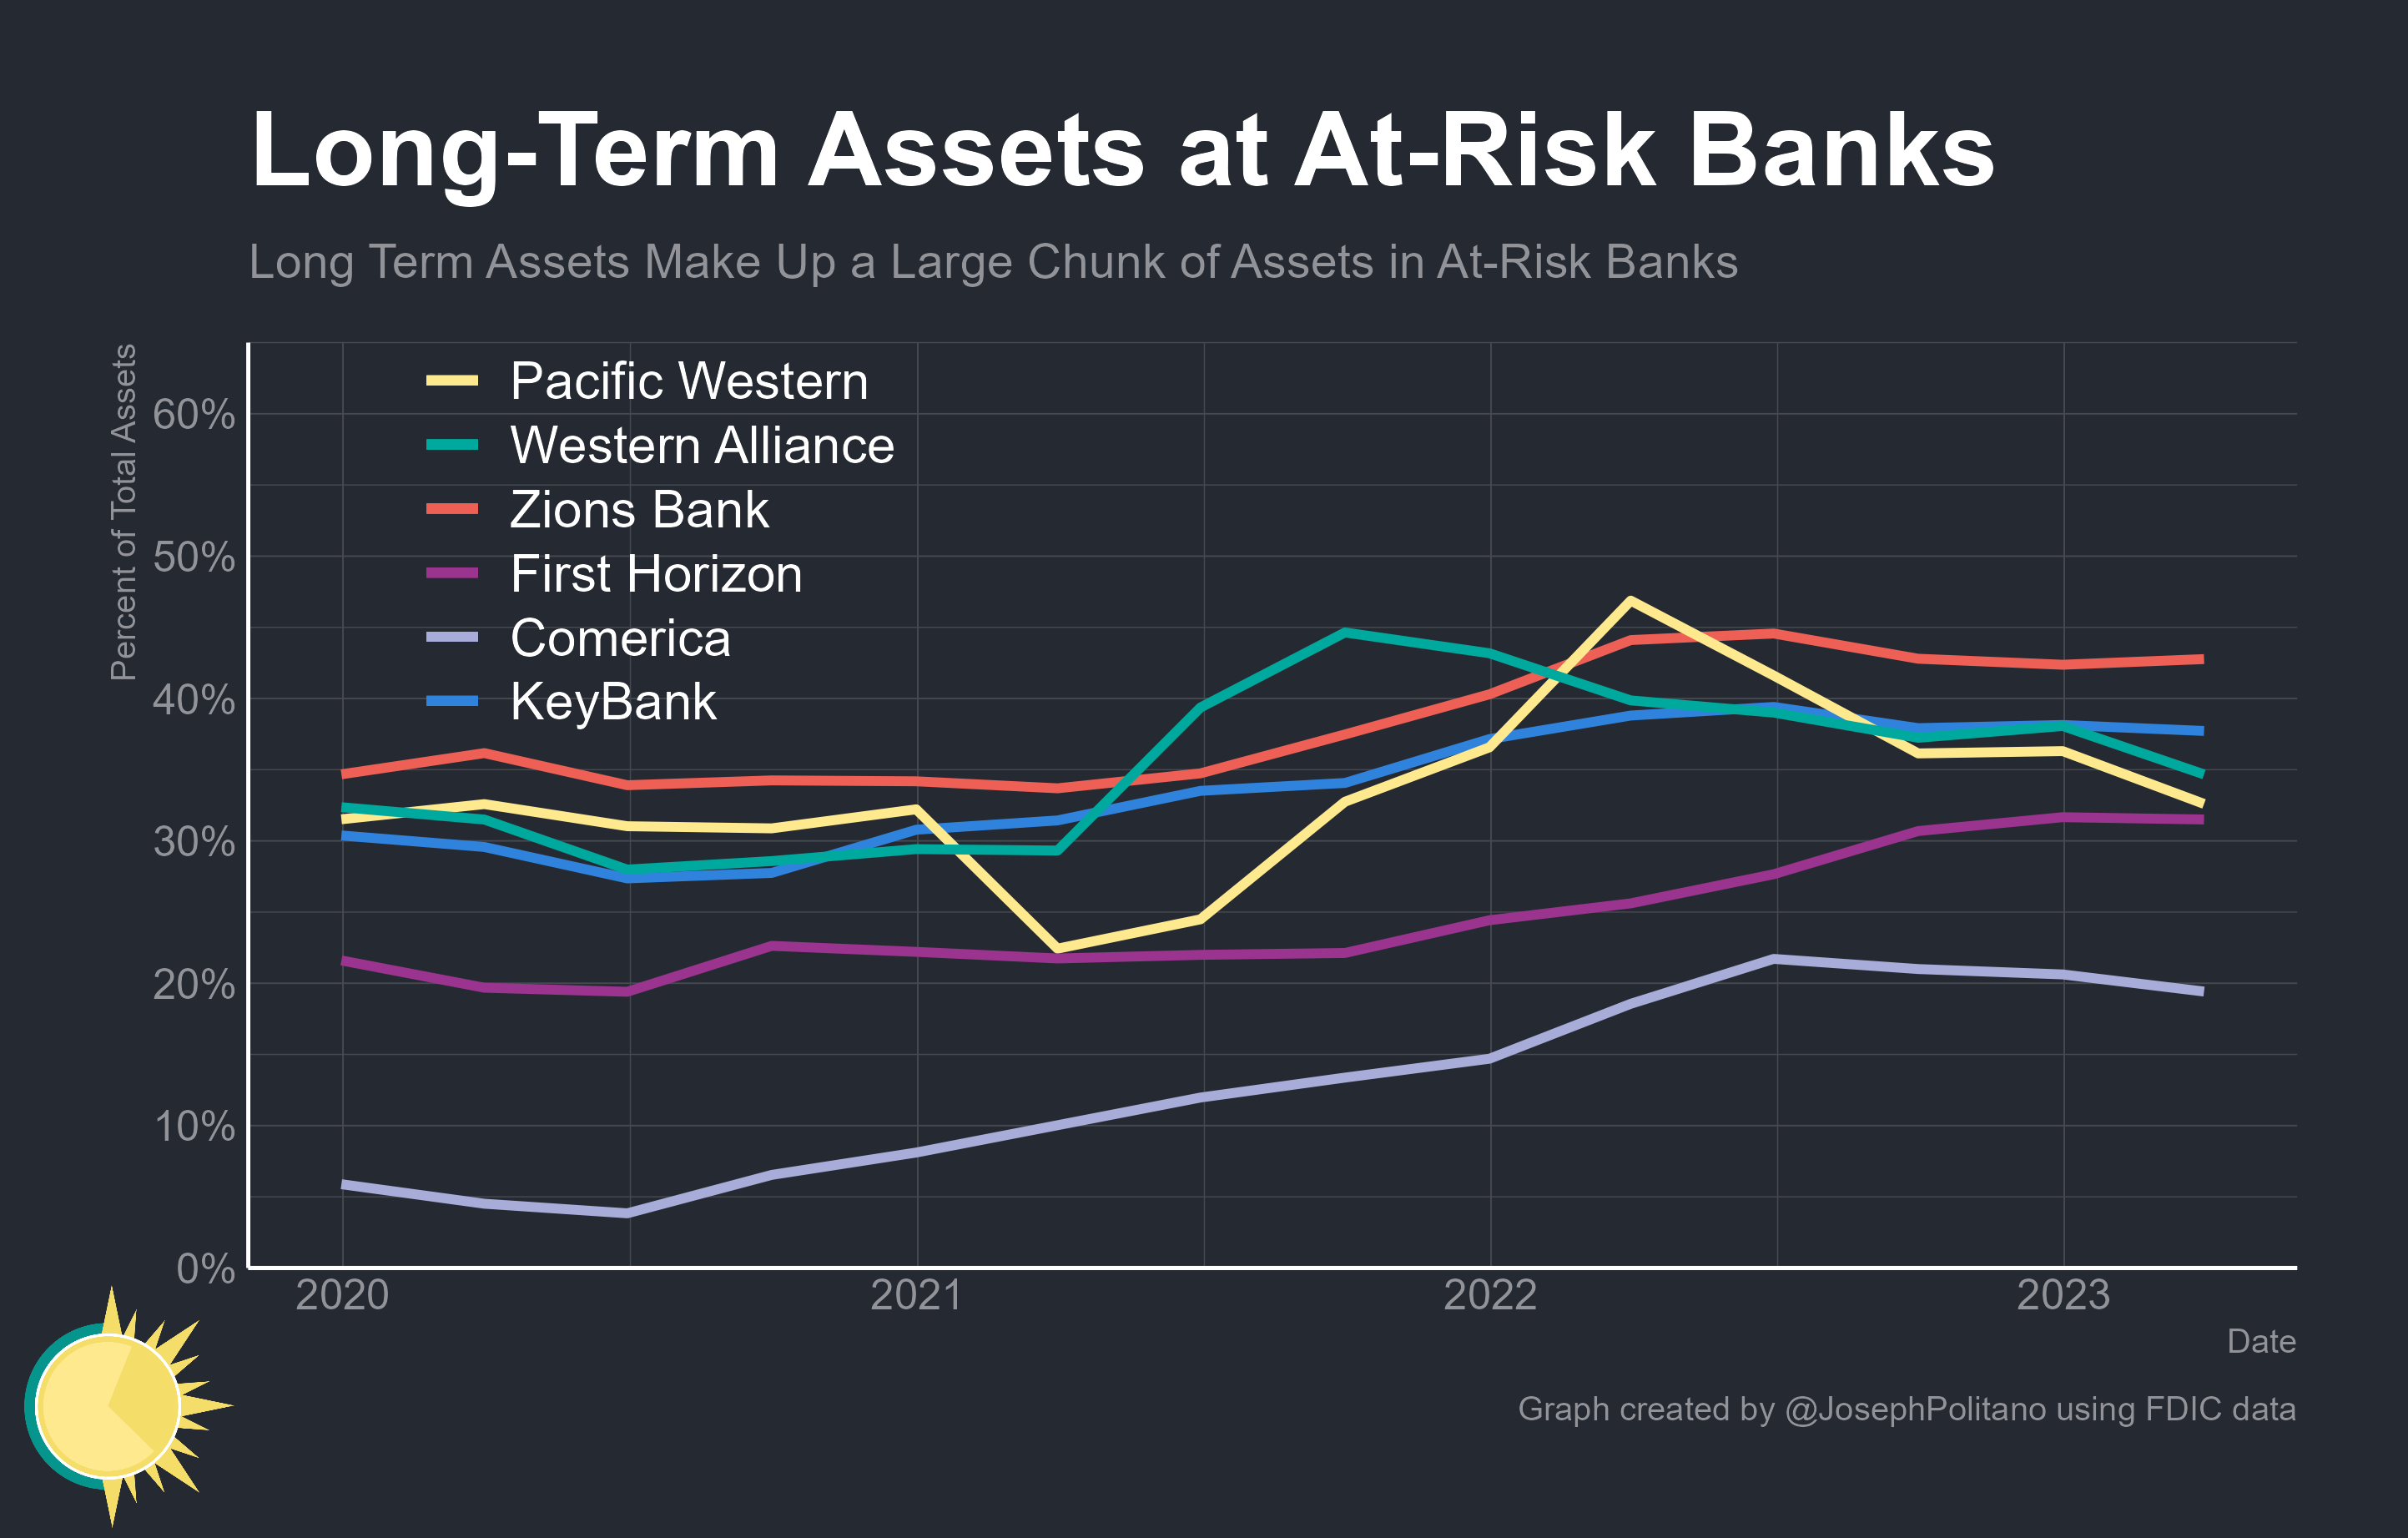 Long-Term Assets at At-Risk Banks
Long Term Assets Make Up a Large Chunk of Assets in At-Risk Banks
Percent of Total Assets
60%
50%
40%
30%
20%
10%
0%
Pacific Western
Western Alliance
Zions Bank
First Horizon
Comerica
KeyBank
2020
2021
2022
2023
Date
Graph created by @JosephPolitano using FDIC data